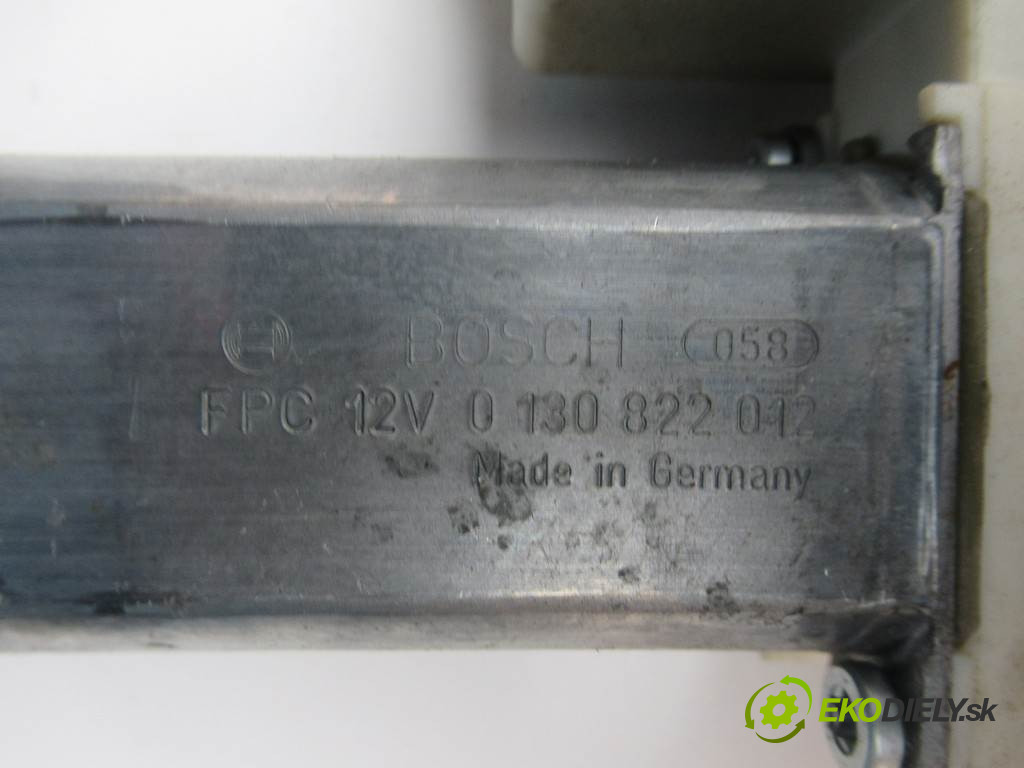 BOSCH 058
FPC 12V 0 130 822 012
Made in Germany
EKODIELY.sk